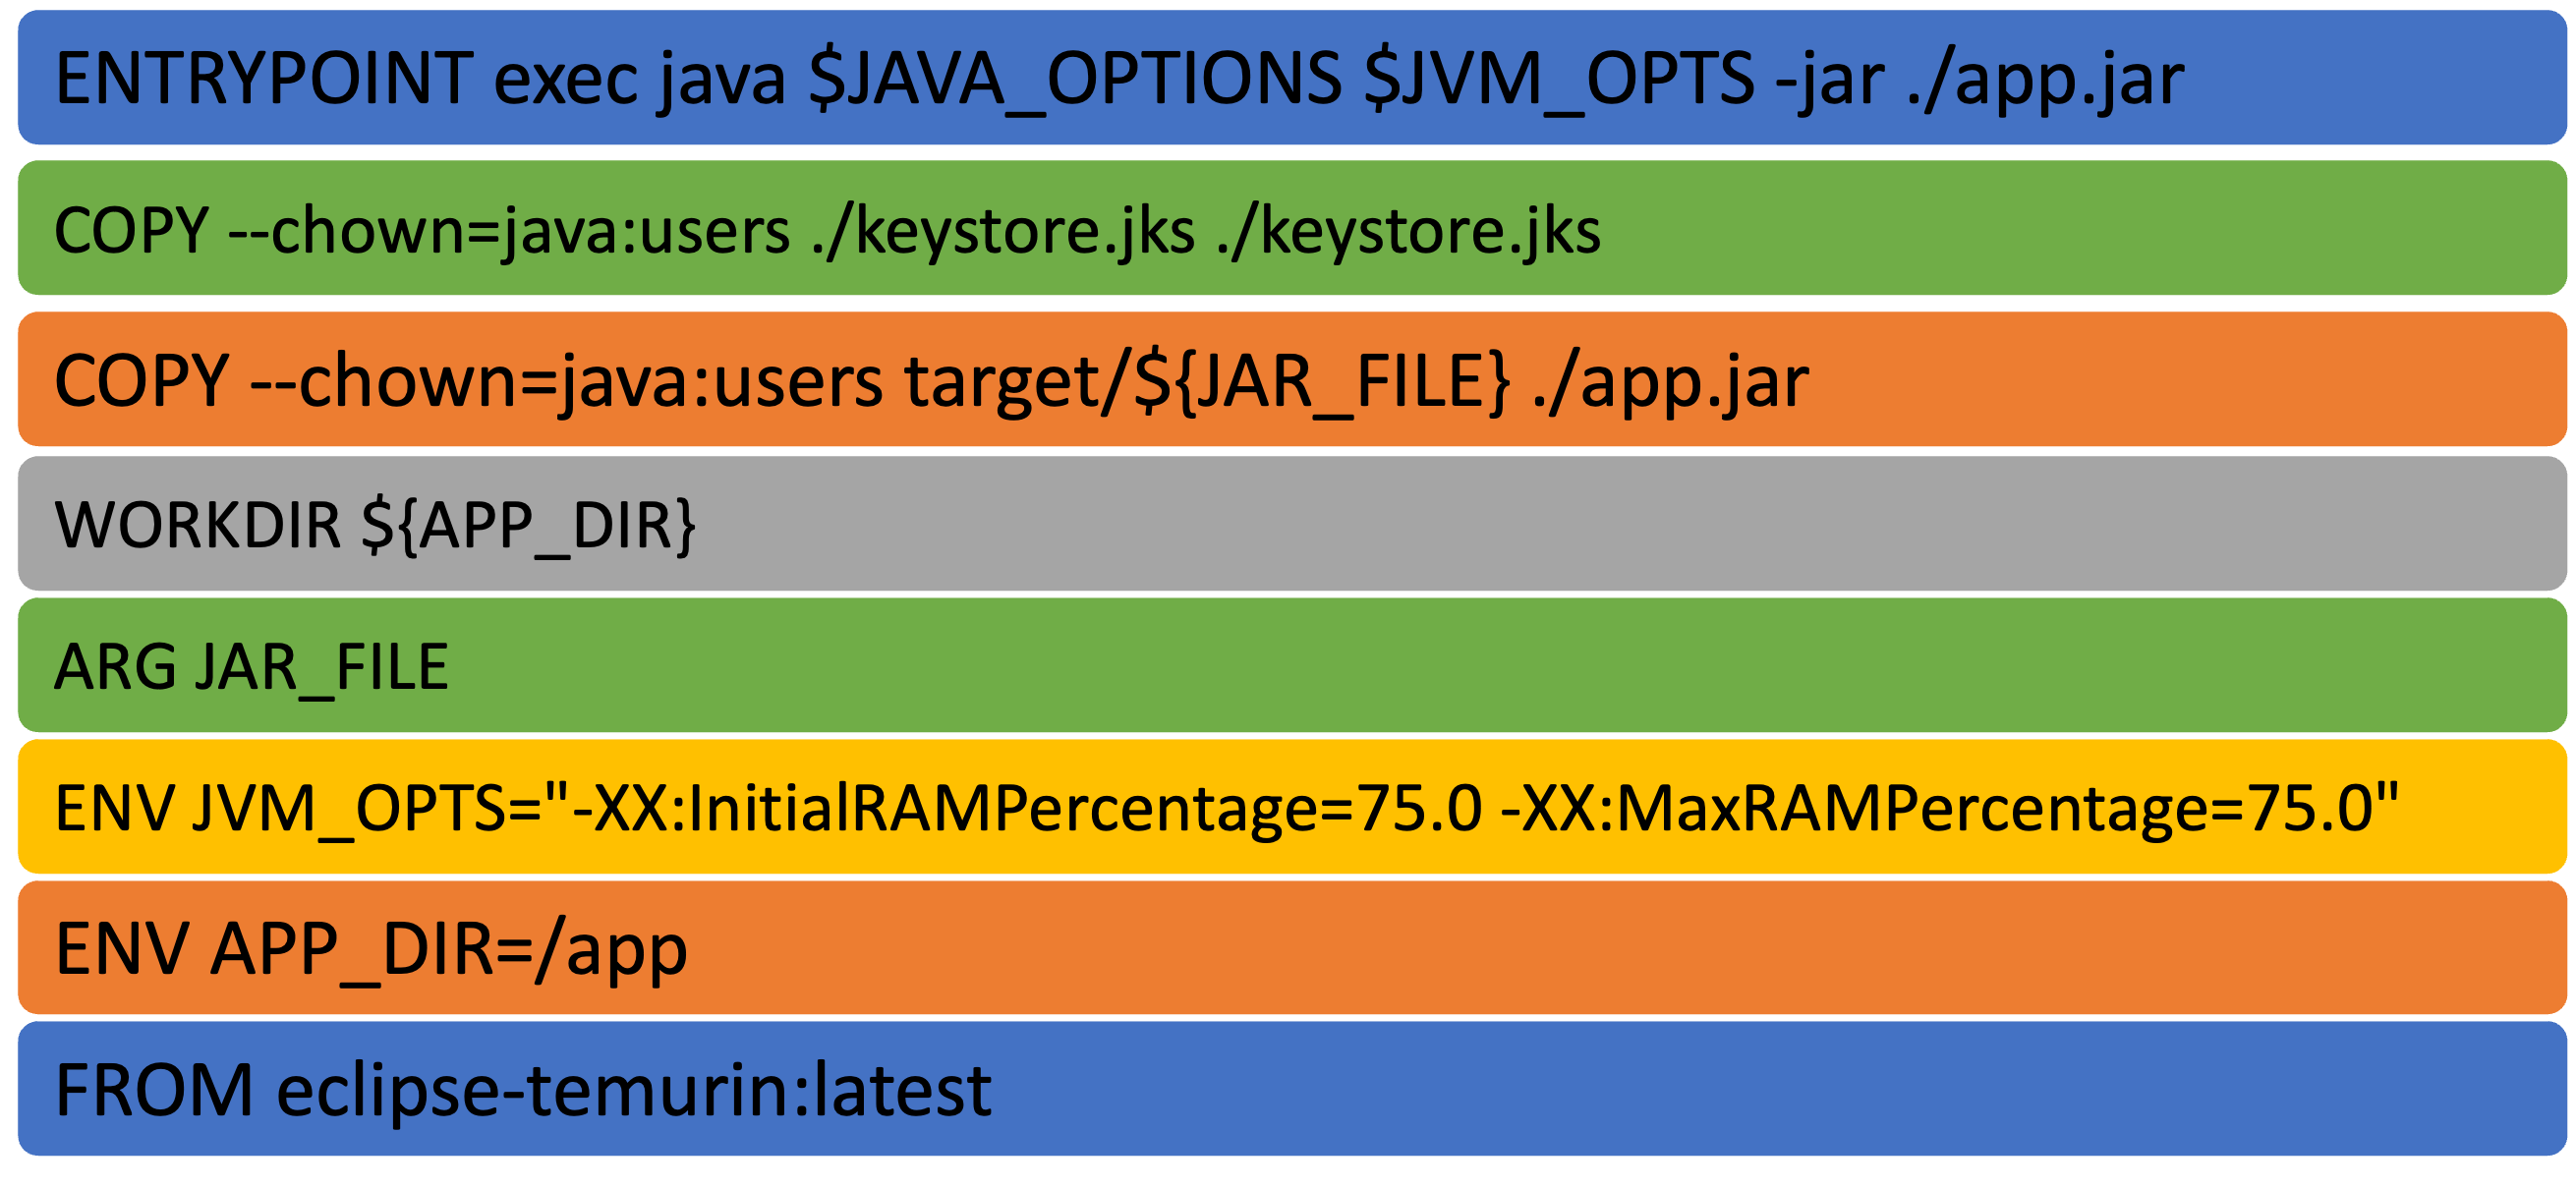 ENTRYPOINT exec java $JAVA_OPTIONS $JVM_OPTS -jar ./app.jar
COPY --chown=java:users ./keystore.jks ./keystore.jks
COPY --chown=java:users target/${JAR_FILE} ./app.jar
WORKDIR ${APP_DIR}
ARG JAR_FILE
ENV JVM_OPTS="-XX:InitialRAMPercentage=75.0 -XX:MaxRAMPercentage=75.0"
ENV APP_DIR=/app
FROM eclipse-temurin:latest